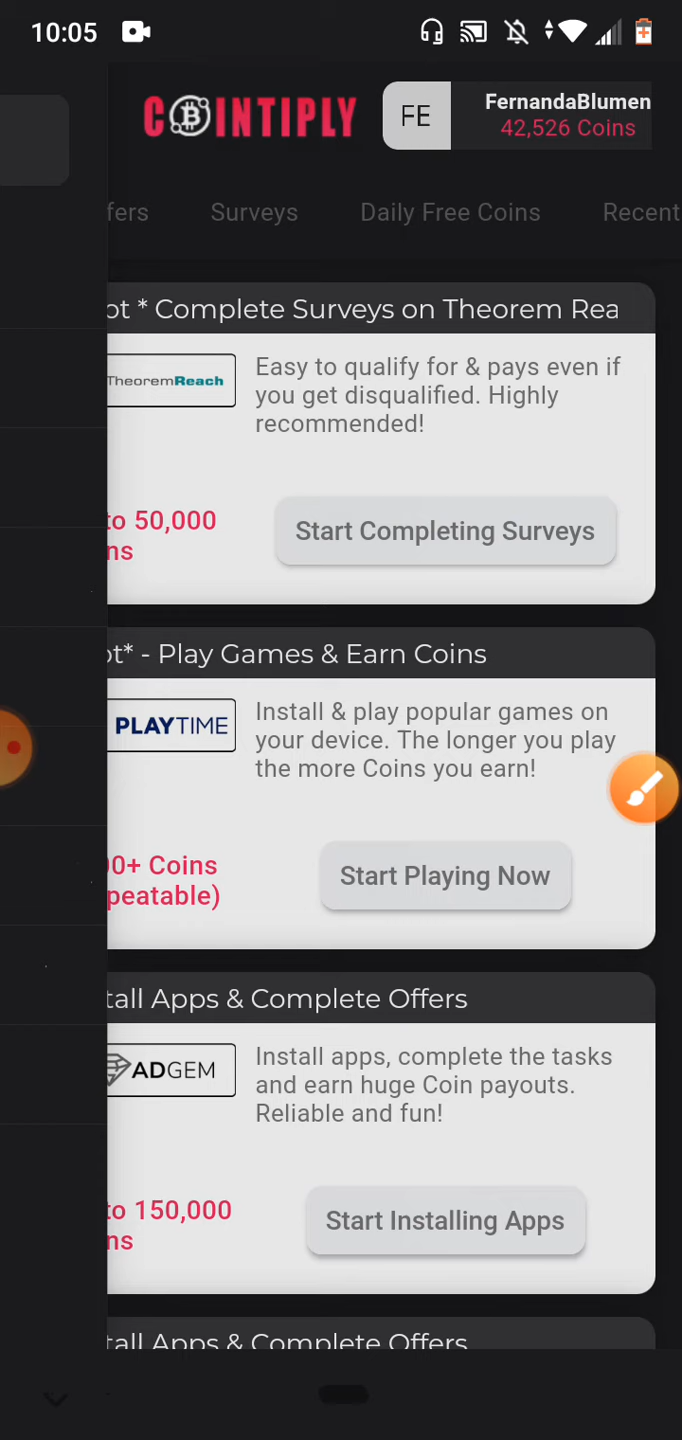 10:05
COINTIPLY
FE
FernandaBlumen
42,526 Coins
fers Surveys Daily Free Coins Recent
ot * Complete Surveys on Theorem Rea
TheoremReach
Easy to qualify for & pays even if
you get disqualified. Highly
recommended!
to 50,000
ns
Start Completing Surveys
ot* - Play Games & Earn Coins
PLAYTIME
Install & play popular games on
your device. The longer you play
the more Coins you earn!
00+ Coins
peatable)
Start Playing Now
tall Apps & Complete Offers
ADGEM
Install apps, complete the tasks
and earn huge Coin payouts.
Reliable and fun!
to 150,000
ns
Start Installing Apps
tall Apps & Complete Offers